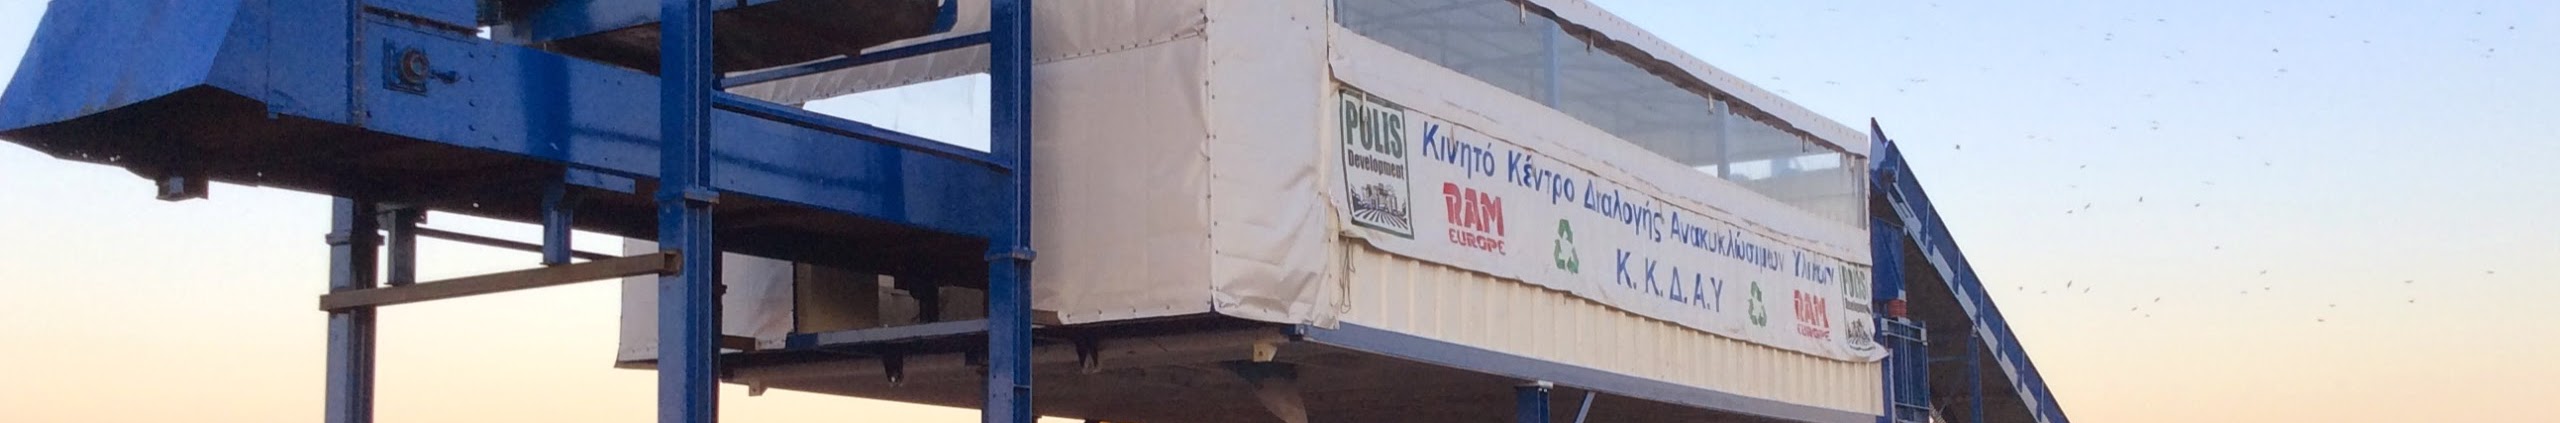 POLIS
Development
Κινητό Κέντρο Διαλογής Ανακυκλώσιμων Υλικών
RAM
EUROPE
Κ. Κ. Δ. Α. Υ
RAM
EUROPE
POLIS
Development